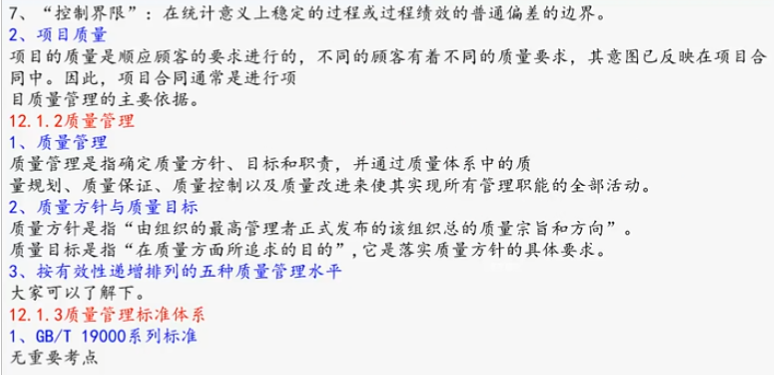 7、“控制界限”：在统计意义上稳定的过程或过程绩效的普通偏差的边界。
2、项目质量
项目的质量是顺应顾客的要求进行的，不同的顾客有着不同的质量要求，其意图已反映在项目合
同中。因此，项目合同通常是进行项
目质量管理的主要依据。
12.1.2质量管理
1、质量管理
质量管理是指确定质量方针、目标和职责，并通过质量体系中的质
量规划、质量保证、质量控制以及质量改进来使其实现所有管理职能的全部活动。
2、质量方针与质量目标
质量方针是指“由组织的最高管理者正式发布的该组织总的质量宗旨和方向”。
质量目标是指“在质量方面所追求的目的”,它是落实质量方针的具体要求。
3、按有效性递增排列的五种质量管理水平
大家可以了解下。
12.1.3质量管理标准体系
1、GB/T 19000系列标准
无重要考点